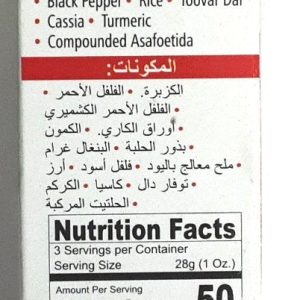 • Black Pepper • Rice • Toovar Dal
• Cassia • Turmeric
• Compounded Asafoetida
المكونات:
الكزبرة. • الفلفل الأحمر
• الفلفل الأحمر الكشميري
• أوراق الكاري. • الكمون
• بذور الحلبة • البنغال غرام
• ملح معالج باليود • فلفل أسود • أرز
• توفار دال • كاسيا • الكركم
• الحلتيت المركبة
Nutrition Facts
3 Servings per Container
Serving Size 28g (1 Oz.)
Amount Per Serving
50